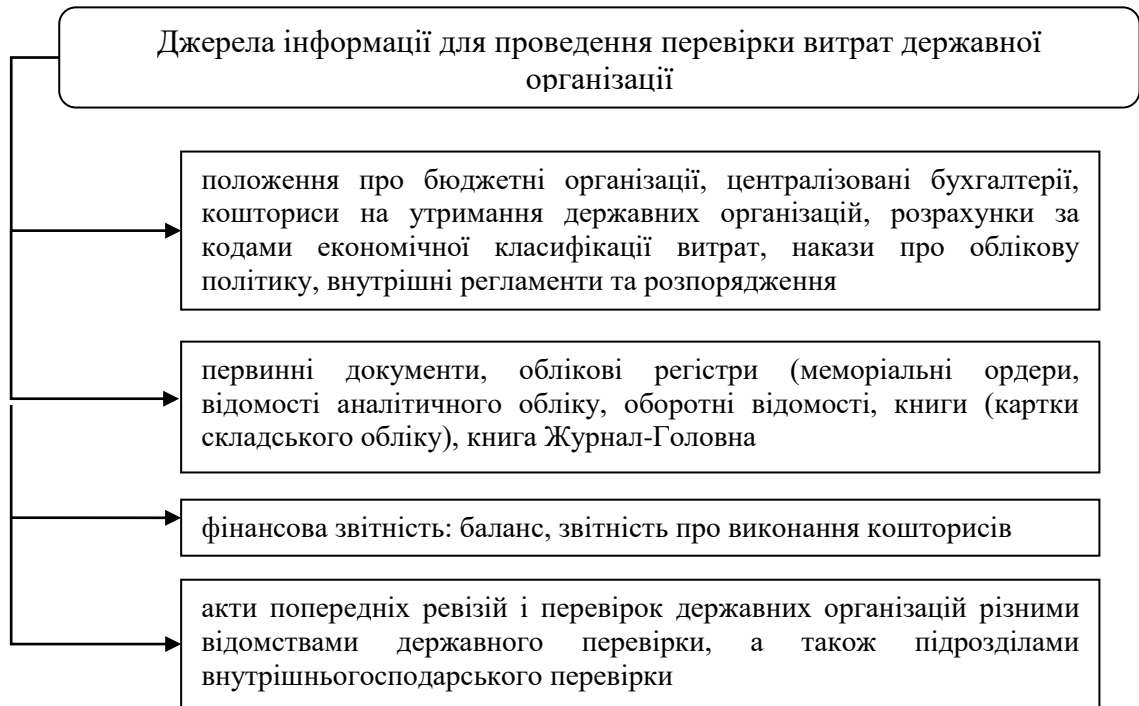 Джерела інформації для проведення перевірки витрат державної
організації
положення про бюджетні організації, централізовані бухгалтерії,
кошториси на утримання державних організацій, розрахунки за
кодами економічної класифікації витрат, накази про облікову
політику, внутрішні регламенти та розпорядження
первинні документи, облікові регістри (меморіальні ордери,
відомості аналітичного обліку, оборотні відомості, книги (картки
складського обліку), книга Журнал-Головна
фінансова звітність: баланс, звітність про виконання кошторисів
акти попередніх ревізій і перевірок державних організацій різними
відомствами державного перевірки, а також підрозділами
внутрішньогосподарського перевірки